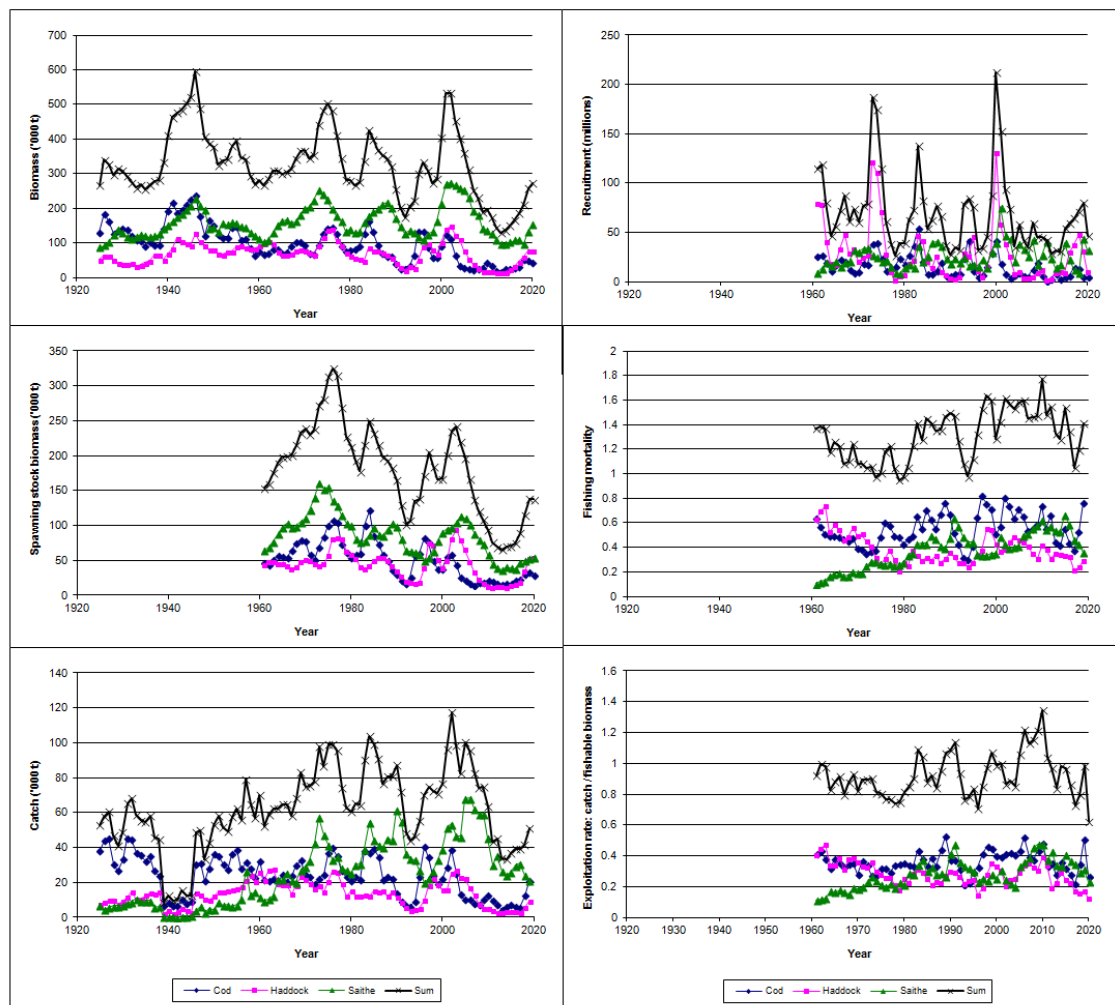 Biomass ('000t)
700
600
500
400
300
200
100
0
1920 1940 1960 1980 2000 2020
Year
Recruitment (millions)
250
200
150
100
50
0
1920 1940 1960 1980 2000 2020
Year
Spawning stock biomass ('000t)
350
300
250
200
150
100
50
0
1920 1940 1960 1980 2000 2020
Year
Fishing mortality
2
1.8
1.6
1.4
1.2
1
0.8
0.6
0.4
0.2
0
1920 1940 1960 1980 2000 2020
Year
Catch ('000t)
140
120
100
80
60
40
20
0
1920 1940 1960 1980 2000 2020
Year
Exploitation rate: catch / fishable biomass
1.6
1.4
1.2
1
0.8
0.6
0.4
0.2
0
1920 1930 1940 1950 1960 1970 1980 1990 2000 2010 2020
Year
Cod Haddock Saithe Sum
Cod Haddock Saithe Sum